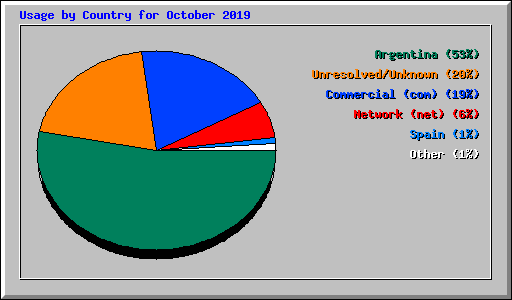 Usage by Country for October 2019
Argentina (53%)
Unresolved/Unknown (20%)
Commercial (com) (19%)
Network (net) (6%)
Spain (1%)
Other (1%)